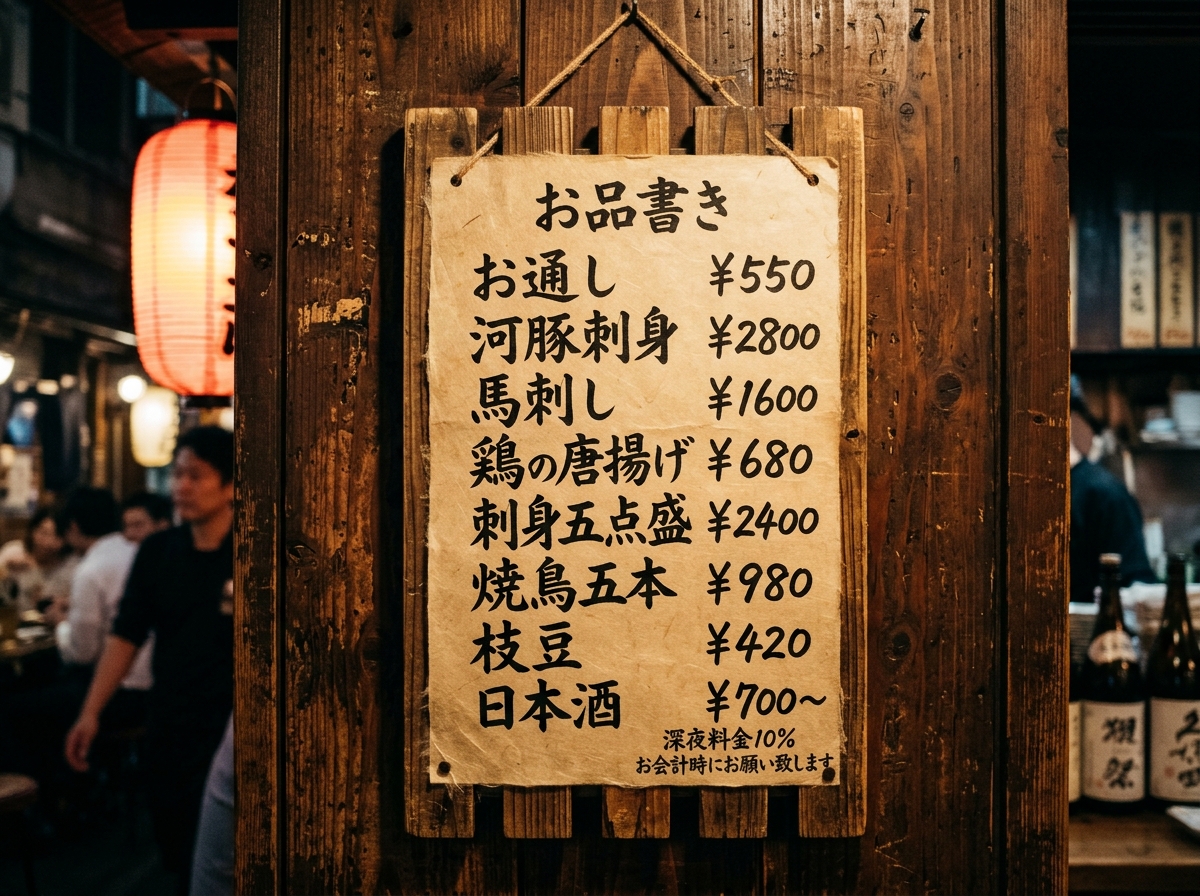 お品書き
お通し ¥550
河豚刺身 ¥2800
馬刺し ¥1600
鶏の唐揚げ ¥680
刺身五点盛 ¥2400
焼鳥五本 ¥980
枝豆 ¥420
日本酒 ¥700〜
深夜料金10%
お会計時にお願い致します
獺祭